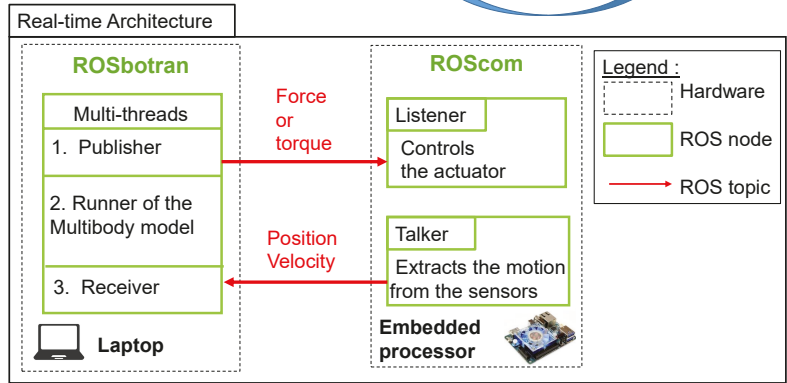 Real-time Architecture
ROSbotran
Multi-threads
1. Publisher
2. Runner of the
Multibody model
3. Receiver
Laptop
Force
or
torque
Position
Velocity
ROScom
Listener
Controls
the actuator
Talker
Extracts the motion
from the sensors
Embedded
processor
Legend :
Hardware
ROS node
ROS topic